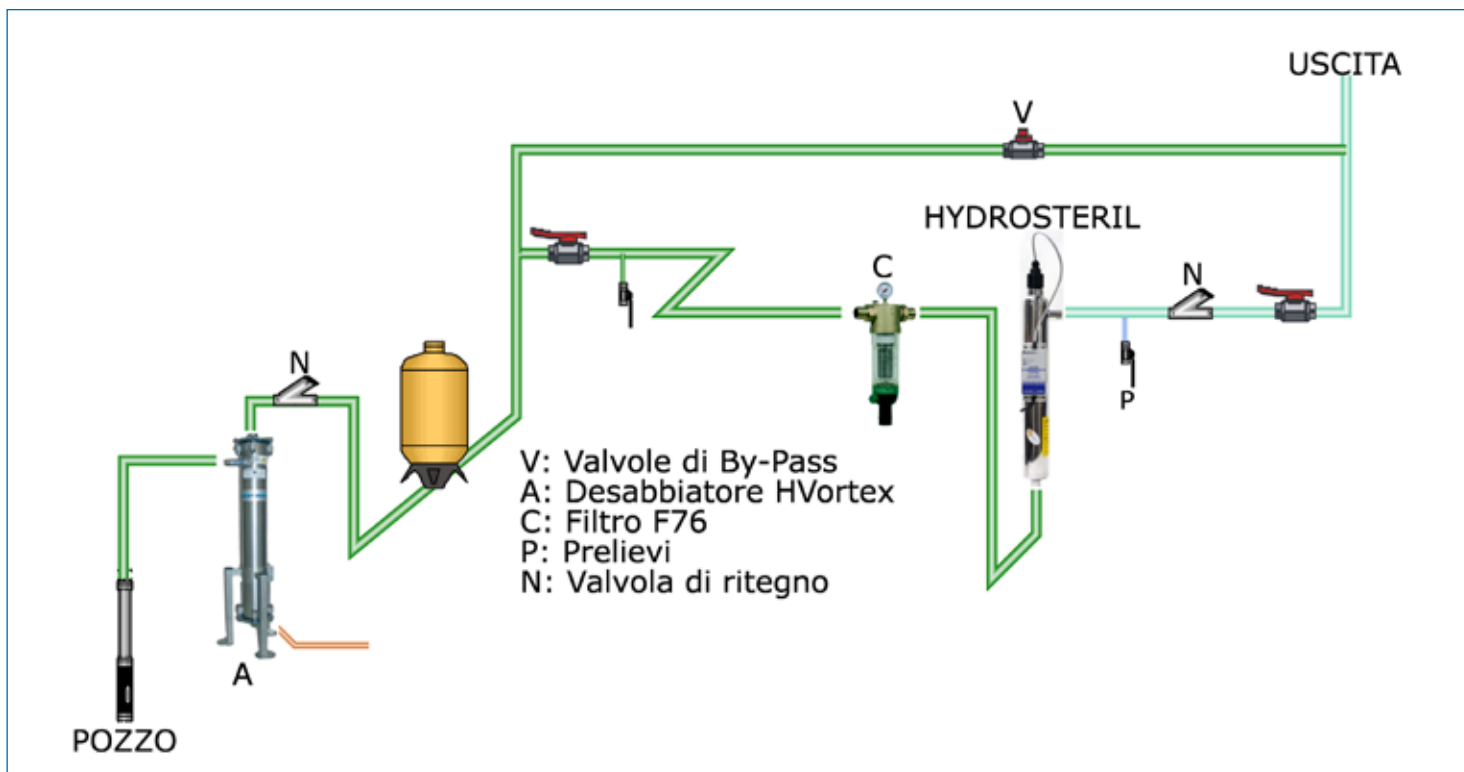 USCITA
V
HYDROSTERIL
C
N
N
P
V: Valvole di By-Pass
A: Desabbiatore HVortex
C: Filtro F76
P: Prelievi
N: Valvola di ritegno
A
POZZO